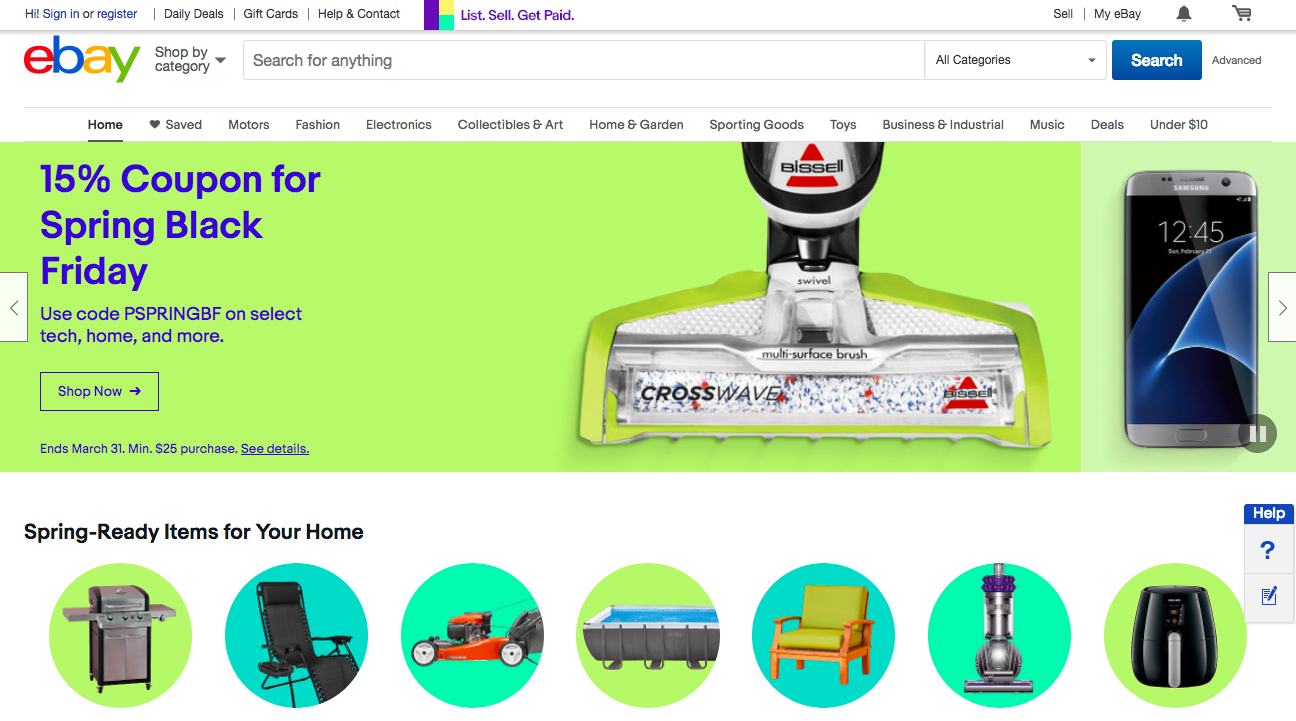 Hi! Sign in or register | Daily Deals | Gift Cards | Help & Contact List. Sell. Get Paid. Sell | My eBay
ebay
Shop by
category
Search for anything
All Categories
Search
Advanced
Home Saved Motors Fashion Electronics Collectibles & Art Home & Garden Sporting Goods Toys Business & Industrial Music Deals Under $10
15% Coupon for
Spring Black
Friday
Use code PSPRINGBF on select
tech, home, and more.
Shop Now
Ends March 31. Min. $25 purchase. See details.
BISSELL
swivel
multi-surface brush
CROSSWAVE
BISSELL
SAMSUNG
12:45
Sun, February 21
Help
?
Spring-Ready Items for Your Home